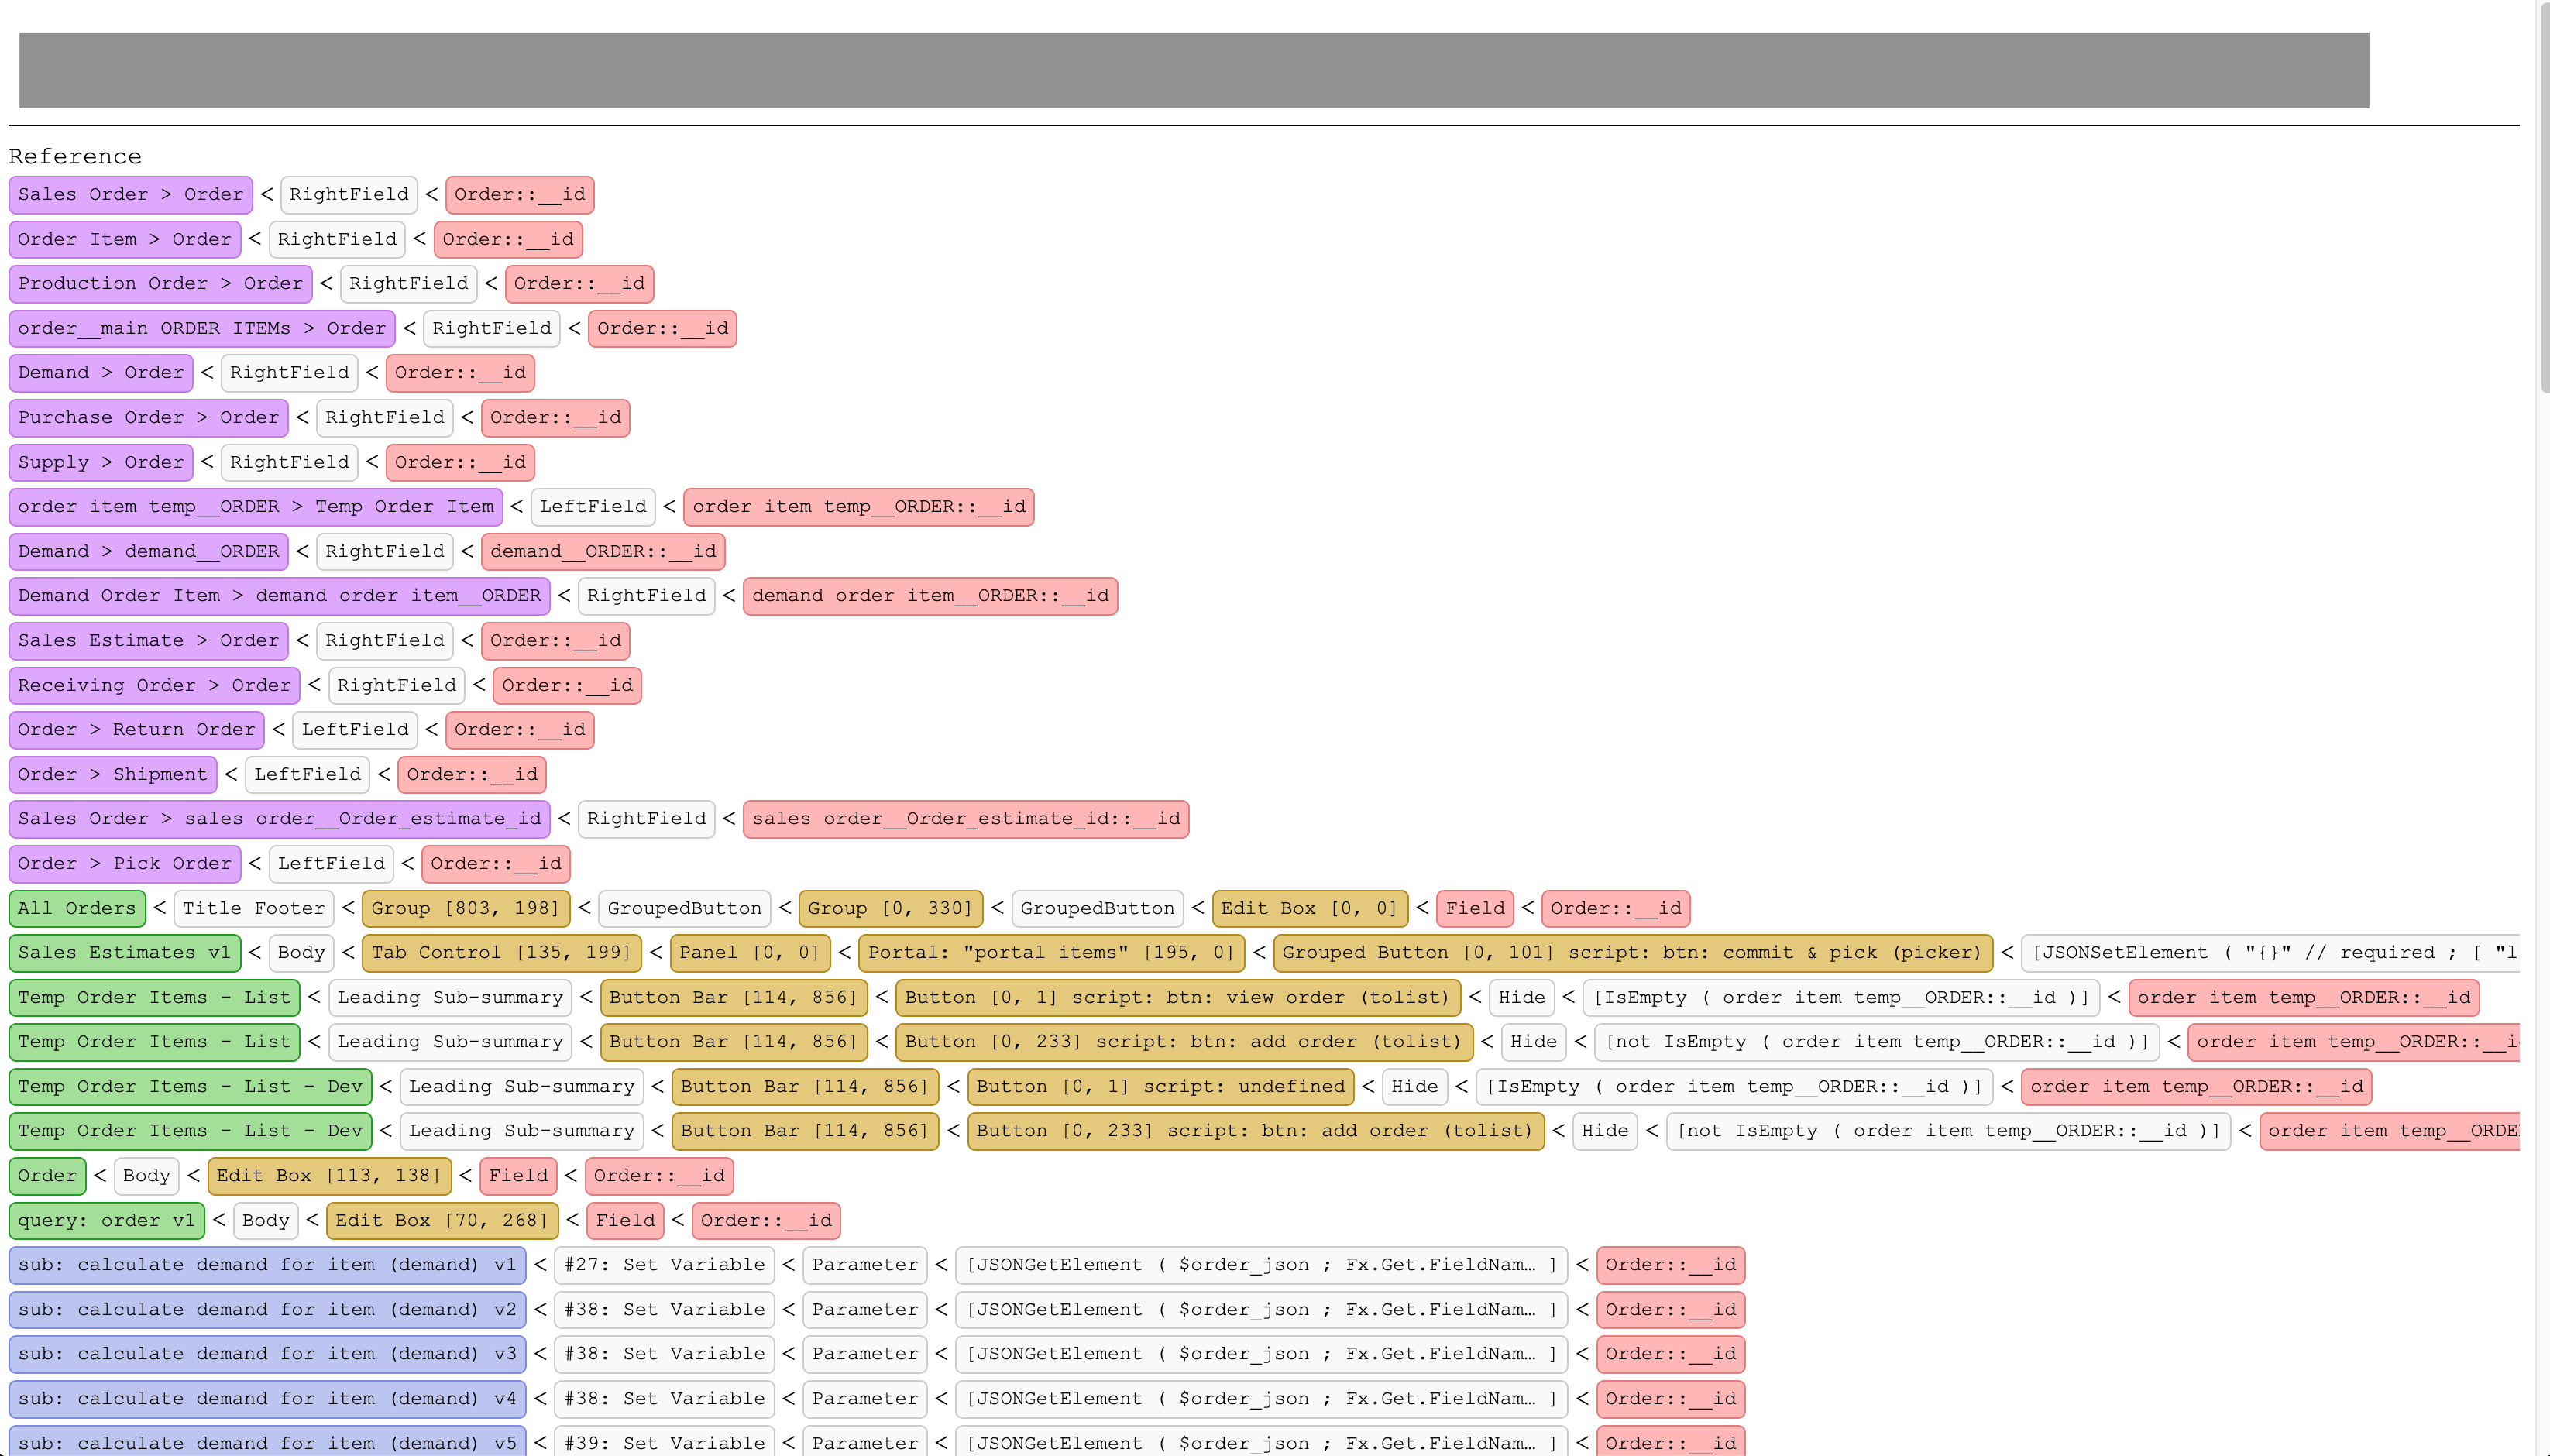 Reference
Sales Order > Order < RightField < Order::__id
Order Item > Order < RightField < Order::__id
Production Order > Order < RightField < Order::__id
order__main ORDER ITEMs > Order < RightField < Order::__id
Demand > Order < RightField < Order::__id
Purchase Order > Order < RightField < Order::__id
Supply > Order < RightField < Order::__id
order item temp__ORDER > Temp Order Item < LeftField < order item temp__ORDER::__id
Demand > demand__ORDER < RightField < demand__ORDER::__id
Demand Order Item > demand order item__ORDER < RightField < demand order item__ORDER::__id
Sales Estimate > Order < RightField < Order::__id
Receiving Order > Order < RightField < Order::__id
Order > Return Order < LeftField < Order::__id
Order > Shipment < LeftField < Order::__id
Sales Order > sales order__Order_estimate_id < RightField < sales order__Order_estimate_id::__id
Order > Pick Order < LeftField < Order::__id
All Orders < Title Footer < Group [803, 198] < GroupedButton < Group [0, 330] < GroupedButton < Edit Box [0, 0] < Field < Order::__id
Sales Estimates v1 < Body < Tab Control [135, 199] < Panel [0, 0] < Portal: "portal items" [195, 0] < Grouped Button [0, 101] script: btn: commit & pick (picker) < [JSONSetElement ( "{}" // required ; [ "l
Temp Order Items - List < Leading Sub-summary < Button Bar [114, 856] < Button [0, 1] script: btn: view order (tolist) < Hide < [IsEmpty ( order item temp__ORDER::__id )] < order item temp__ORDER::__id
Temp Order Items - List < Leading Sub-summary < Button Bar [114, 856] < Button [0, 233] script: btn: add order (tolist) < Hide < [not IsEmpty ( order item temp__ORDER::__id )] < order item temp__ORDER::__i
Temp Order Items - List - Dev < Leading Sub-summary < Button Bar [114, 856] < Button [0, 1] script: undefined < Hide < [IsEmpty ( order item temp__ORDER::__id )] < order item temp__ORDER::__id
Temp Order Items - List - Dev < Leading Sub-summary < Button Bar [114, 856] < Button [0, 233] script: btn: add order (tolist) < Hide < [not IsEmpty ( order item temp__ORDER::__id )] < order item temp__ORDE
Order < Body < Edit Box [113, 138] < Field < Order::__id
query: order v1 < Body < Edit Box [70, 268] < Field < Order::__id
sub: calculate demand for item (demand) v1 < #27: Set Variable < Parameter < [JSONGetElement ( $order_json ; Fx.Get.FieldNam… ] < Order::__id
sub: calculate demand for item (demand) v2 < #38: Set Variable < Parameter < [JSONGetElement ( $order_json ; Fx.Get.FieldNam… ] < Order::__id
sub: calculate demand for item (demand) v3 < #38: Set Variable < Parameter < [JSONGetElement ( $order_json ; Fx.Get.FieldNam… ] < Order::__id
sub: calculate demand for item (demand) v4 < #38: Set Variable < Parameter < [JSONGetElement ( $order_json ; Fx.Get.FieldNam… ] < Order::__id
sub: calculate demand for item (demand) v5 < #39: Set Variable < Parameter < [JSONGetElement ( $order_json ; Fx.Get.FieldNam… ] < Order::__id